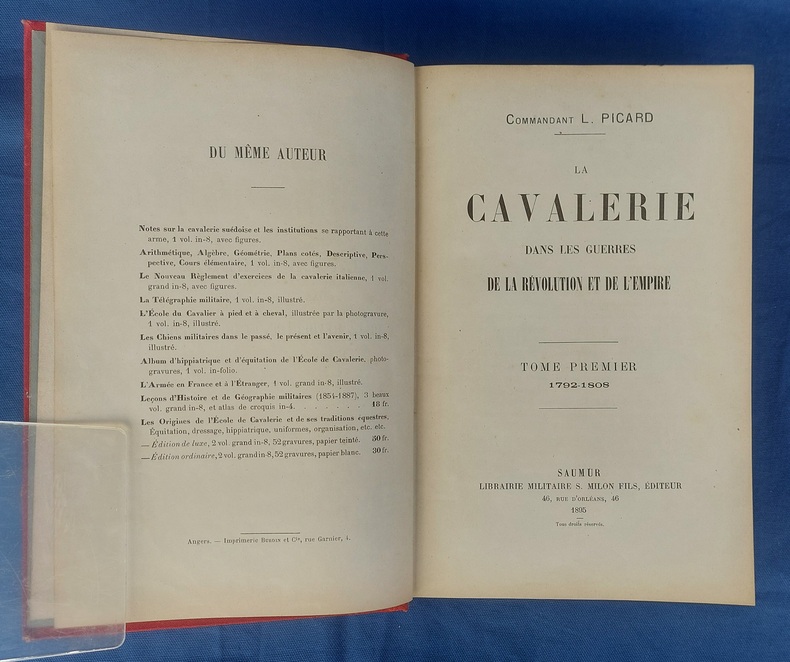 DU MÊME AUTEUR
Notes sur la cavalerie suédoise et les institutions se rapportant à cette
arme, 1 vol. in-8, avec figures.
Arithmétique, Algèbre, Géométrie, Plans cotés, Descriptive, Pers-
pective, Cours élémentaire, 1 vol. in-8, avec figures.
Le Nouveau Règlement d'exercices de la cavalerie italienne, 1 vol.
grand in-8, avec figures.
La Télégraphie militaire, 1 vol. in-8, illustré.
L'École du Cavalier à pied et à cheval, illustrée par la photogravure,
1 vol. in-8, illustré.
Les Chiens militaires dans le passé, le présent et l'avenir, 1 vol. in-8,
illustré.
Album d'hippiatrique et d'équitation de l'École de Cavalerie, photo-
gravures, 1 vol. in-folio.
L'Armée en France et à l'Étranger, 1 vol. grand in-8, illustré.
Leçons d'Histoire et de Géographie militaires (1854-1887), 3 beaux
vol. grand in-8, et atlas de croquis in-4. . . . . . . 18 fr.
Les Origines de l'École de Cavalerie et de ses traditions équestres,
Équitation, dressage, hippiatrique, uniformes, organisation, etc. etc.
— Édition de luxe, 2 vol. grand in-8, 52 gravures, papier teinté. 50 fr.
— Édition ordinaire, 2 vol. grand in-8, 52 gravures, papier blanc. 30 fr.
Angers. — Imprimerie Burdin et Cie, rue Garnier, 4.
COMMANDANT L. PICARD
LA
CAVALERIE
DANS LES GUERRES
DE LA RÉVOLUTION ET DE L'EMPIRE
TOME PREMIER
1792-1808
SAUMUR
LIBRAIRIE MILITAIRE S. MILON FILS, ÉDITEUR
46, RUE D'ORLÉANS, 46
1895
Tous droits réservés.